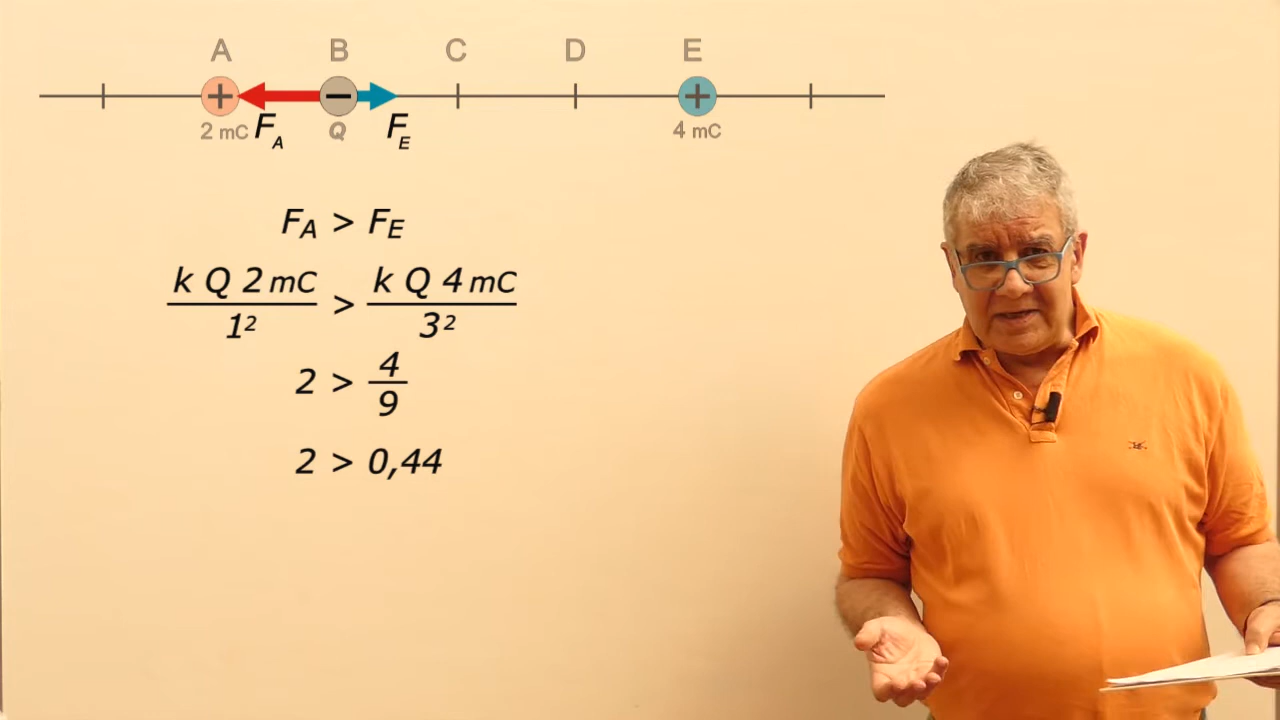 A B C D E
+ − +
2 mC F_A Q F_E 4 mC
F_A > F_E
k Q 2 mC / 1² > k Q 4 mC / 3²
2 > 4/9
2 > 0,44